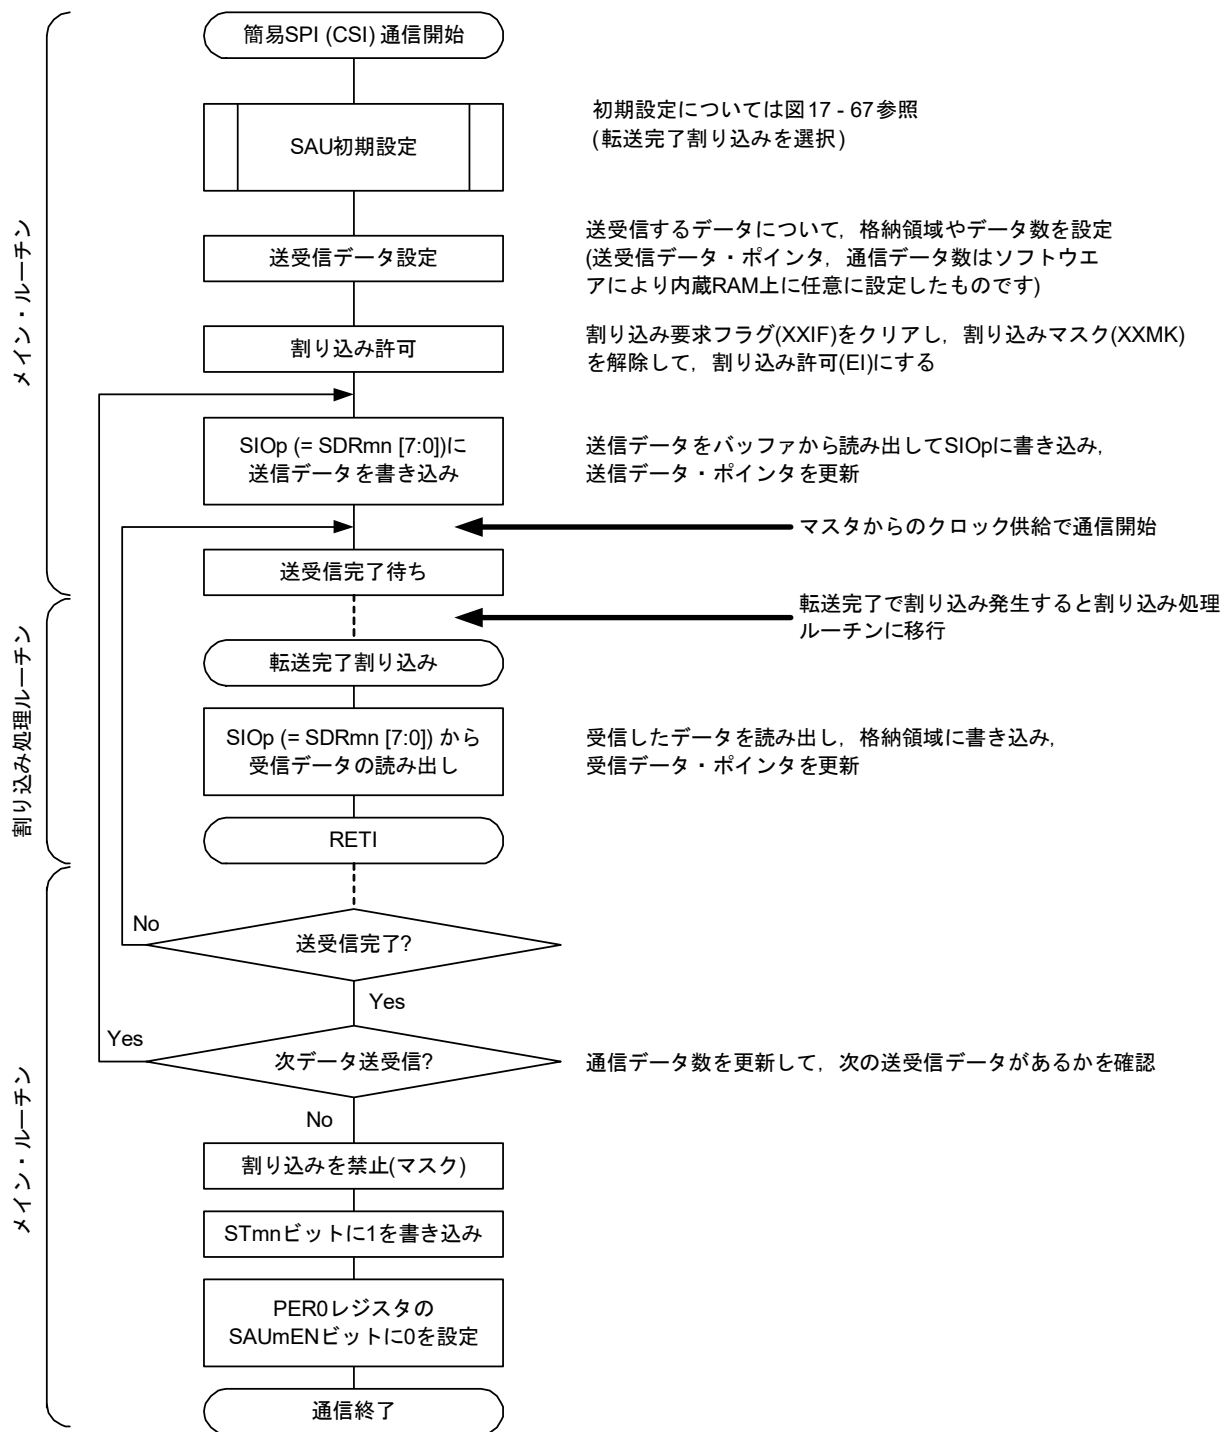 簡易SPI (CSI) 通信開始
SAU初期設定
初期設定については図17 - 67参照
(転送完了割り込みを選択)
送受信データ設定
送受信するデータについて，格納領域やデータ数を設定
(送受信データ・ポインタ，通信データ数はソフトウエ
アにより内蔵RAM上に任意に設定したものです)
割り込み許可
割り込み要求フラグ(XXIF)をクリアし，割り込みマスク(XXMK)
を解除して，割り込み許可(EI)にする
メイン・ルーチン
SIOp (= SDRmn [7:0])に
送信データを書き込み
送信データをバッファから読み出してSIOpに書き込み，
送信データ・ポインタを更新
マスタからのクロック供給で通信開始
送受信完了待ち
転送完了で割り込み発生すると割り込み処理
ルーチンに移行
転送完了割り込み
割り込み処理ルーチン
SIOp (= SDRmn [7:0]) から
受信データの読み出し
受信したデータを読み出し，格納領域に書き込み，
受信データ・ポインタを更新
RETI
No
送受信完了?
Yes
Yes
次データ送受信?
通信データ数を更新して，次の送受信データがあるかを確認
No
メイン・ルーチン
割り込みを禁止(マスク)
STmnビットに1を書き込み
PER0レジスタの
SAUmENビットに0を設定
通信終了